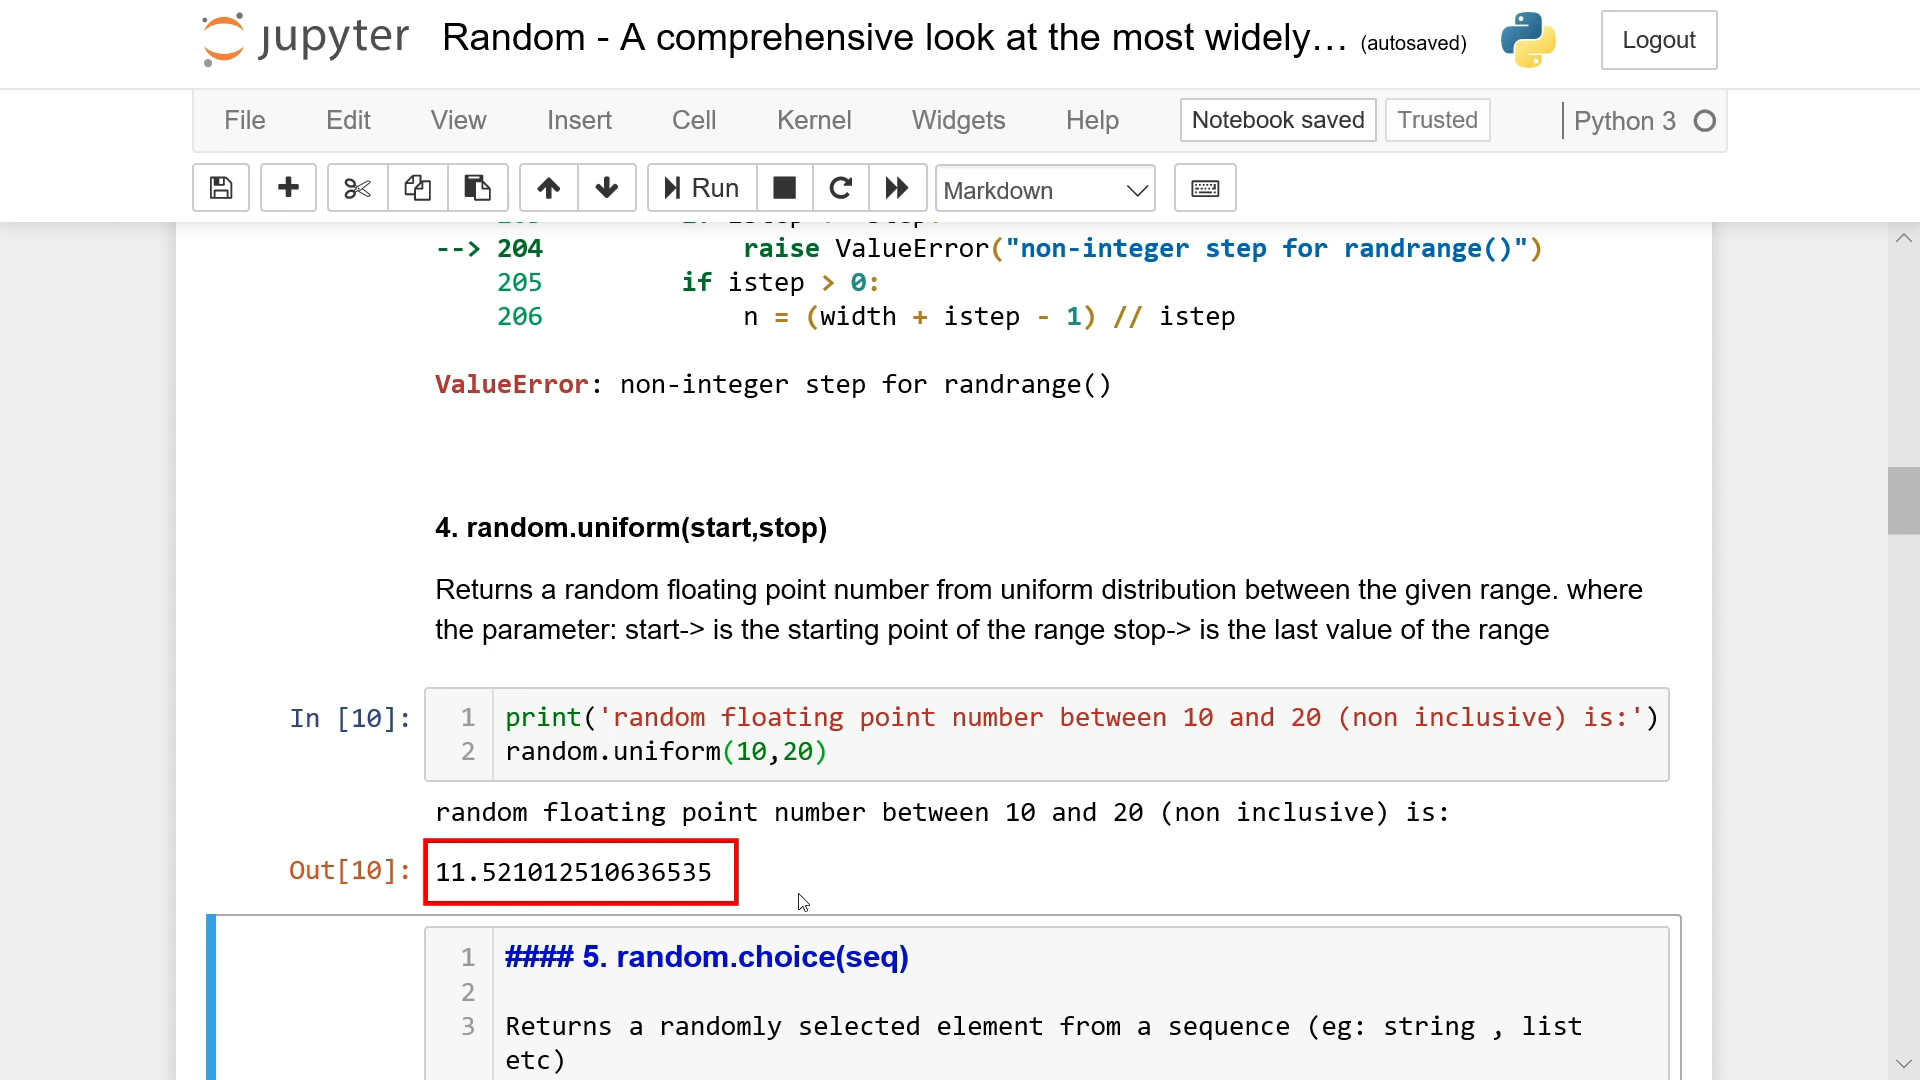 jupyter Random - A comprehensive look at the most widely... (autosaved) Logout
File Edit View Insert Cell Kernel Widgets Help Notebook saved Trusted Python 3
Run Markdown
--> 204 raise ValueError("non-integer step for randrange()")
205 if istep > 0:
206 n = (width + istep - 1) // istep
ValueError: non-integer step for randrange()
4. random.uniform(start,stop)
Returns a random floating point number from uniform distribution between the given range. where
the parameter: start-> is the starting point of the range stop-> is the last value of the range
In [10]: 1 print('random floating point number between 10 and 20 (non inclusive) is:')
2 random.uniform(10,20)
random floating point number between 10 and 20 (non inclusive) is:
Out[10]: 11.521012510636535
1 #### 5. random.choice(seq)
2
3 Returns a randomly selected element from a sequence (eg: string , list
etc)